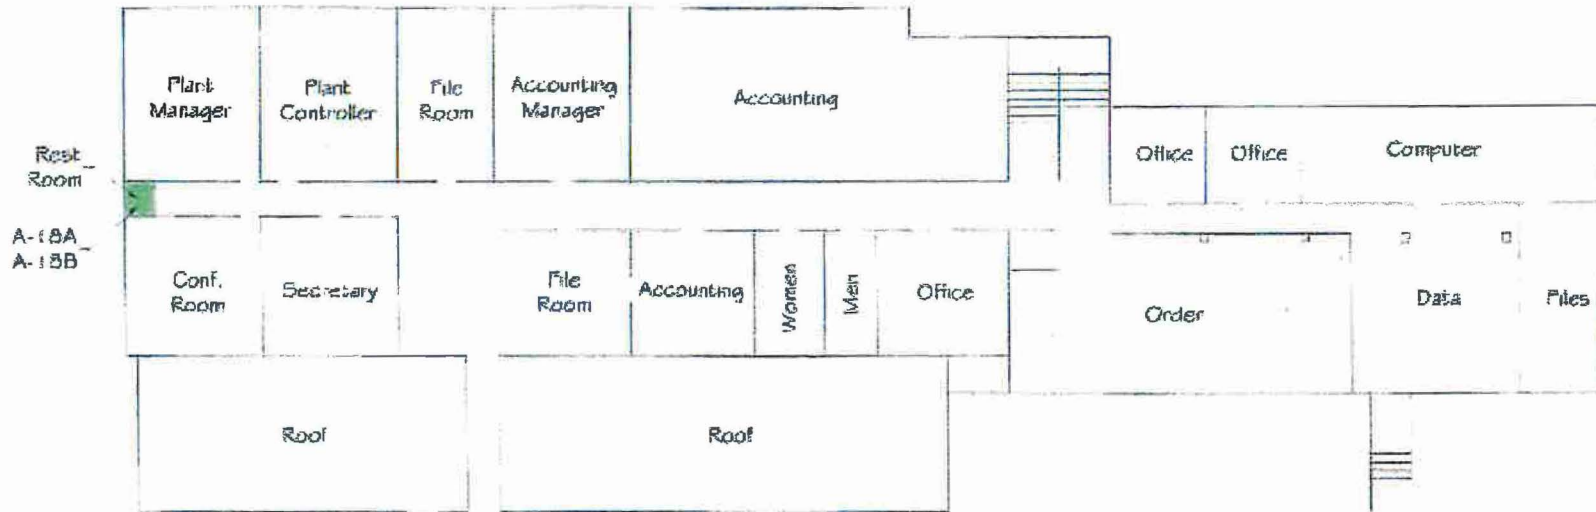 Plant
Manager
Plant
Controller
File
Room
Accounting
Manager
Accounting
Office
Office
Computer
Rest
Room
A-18A
A-18B
Conf.
Room
Secretary
File
Room
Accounting
Women
Men
Office
Order
Data
Files
Roof
Roof